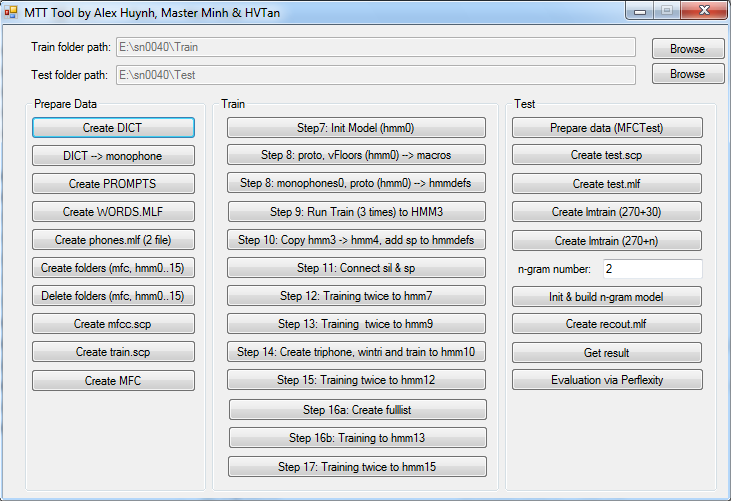 MTT Tool by Alex Huynh, Master Minh & HVTan
Train folder path: E:\sn0040\Train Browse
Test folder path: E:\sn0040\Test Browse
Prepare Data
Create DICT
DICT --> monophone
Create PROMPTS
Create WORDS.MLF
Create phones.mlf (2 file)
Create folders (mfc, hmm0..15)
Delete folders (mfc, hmm0..15)
Create mfcc.scp
Create train.scp
Create MFC
Train
Step7: Init Model (hmm0)
Step 8: proto, vFloors (hmm0) --> macros
Step 8: monophones0, proto (hmm0) --> hmmdefs
Step 9: Run Train (3 times) to HMM3
Step 10: Copy hmm3 -> hmm4, add sp to hmmdefs
Step 11: Connect sil & sp
Step 12: Training twice to hmm7
Step 13: Training  twice to hmm9
Step 14: Create triphone, wintri and train to hmm10
Step 15: Training twice to hmm12
Step 16a: Create fulllist
Step 16b: Training to hmm13
Step 17: Training twice to hmm15
Test
Prepare data (MFCTest)
Create test.scp
Create test.mlf
Create lmtrain (270+30)
Create lmtrain (270+n)
n-gram number: 2
Init & build n-gram model
Create recout.mlf
Get result
Evaluation via Perflexity